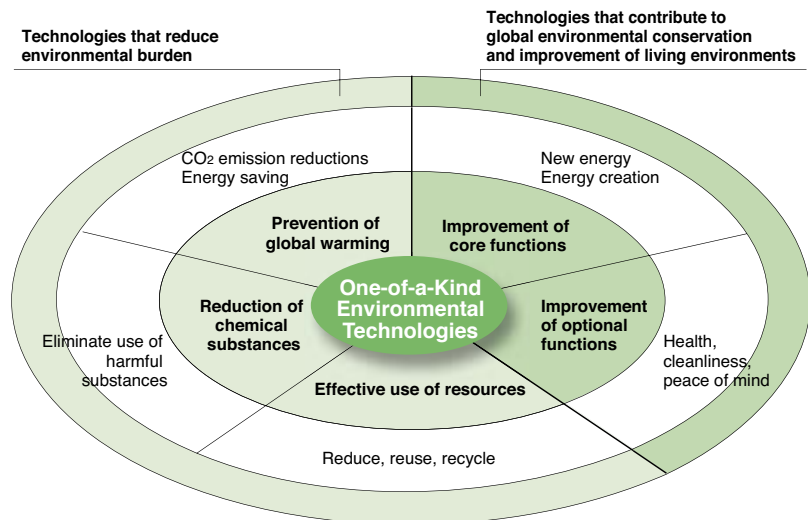 Technologies that reduce
environmental burden
Technologies that contribute to
global environmental conservation
and improvement of living environments
CO2 emission reductions
Energy saving
New energy
Energy creation
Prevention of
global warming
Improvement of
core functions
One-of-a-Kind
Environmental
Technologies
Reduction of
chemical
substances
Improvement
of optional
functions
Eliminate use of
harmful
substances
Health,
cleanliness,
peace of mind
Effective use of resources
Reduce, reuse, recycle